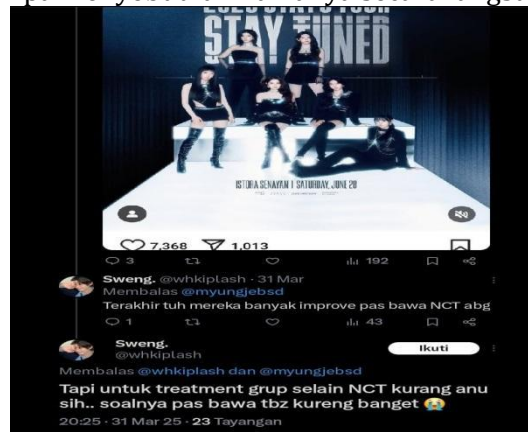 STAY TUNED
ISTORA SENAYAN | SATURDAY, JUNE 28
7,368 1,013
3 192
Sweng. @whkiplash · 31 Mar
Membalas @myungjebsd
Terakhir tuh mereka banyak improve pas bawa NCT abg
1 43
Sweng.
@whkiplash
Ikuti
Membalas @whkiplash dan @myungjebsd
Tapi untuk treatment grup selain NCT kurang anu
sih.. soalnya pas bawa tbz kureng banget 😭
20:25 · 31 Mar 25 · 23 Tayangan